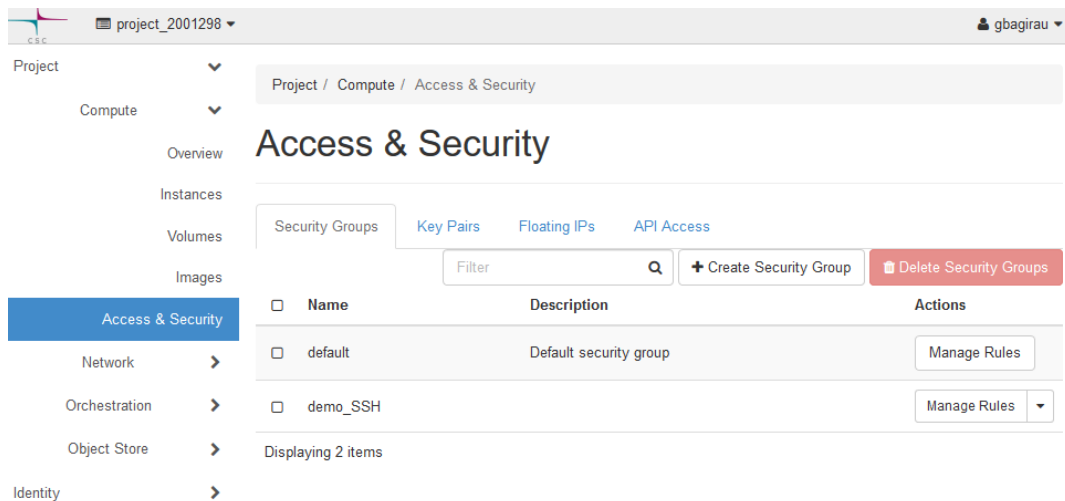 project_2001298
gbagirau
CSC
Project
Compute
Overview
Instances
Volumes
Images
Access & Security
Network
Orchestration
Object Store
Identity
Project / Compute / Access & Security
Access & Security
Security Groups Key Pairs Floating IPs API Access
Filter + Create Security Group Delete Security Groups
Name Description Actions
default Default security group Manage Rules
demo_SSH Manage Rules
Displaying 2 items